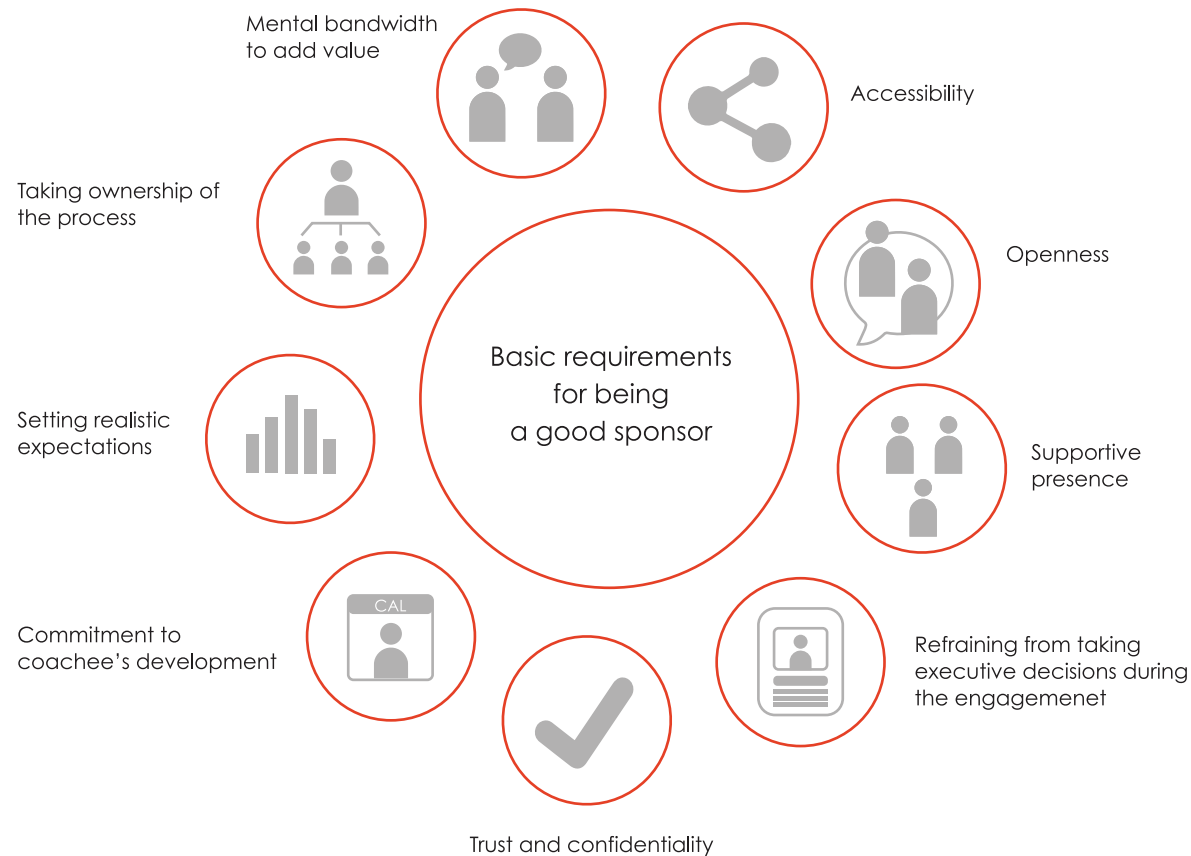 Mental bandwidth
to add value
Accessibility
Taking ownership of
the process
Openness
Basic requirements
for being
a good sponsor
Setting realistic
expectations
Supportive
presence
CAL
Commitment to
coachee's development
Refraining from taking
executive decisions during
the engagemenet
Trust and confidentiality